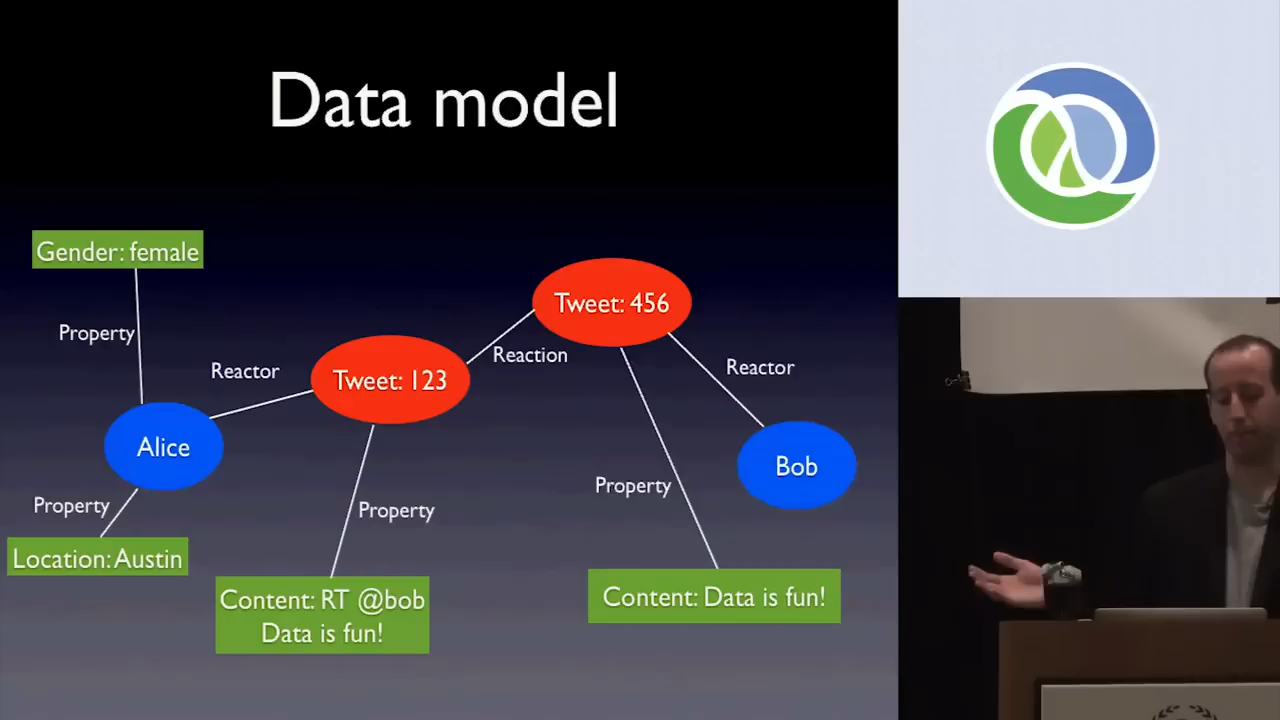 Data model
Gender: female
Property
Reactor
Alice
Property
Location: Austin
Tweet: 123
Property
Content: RT @bob
Data is fun!
Reaction
Tweet: 456
Reactor
Bob
Property
Content: Data is fun!